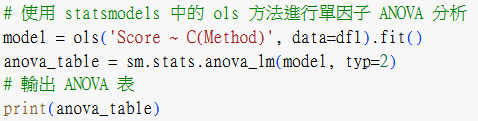 # 使用 statsmodels 中的 ols 方法進行單因子 ANOVA 分析
model = ols('Score ~ C(Method)', data=df1).fit()
anova_table = sm.stats.anova_lm(model, typ=2)
# 輸出 ANOVA 表
print(anova_table)